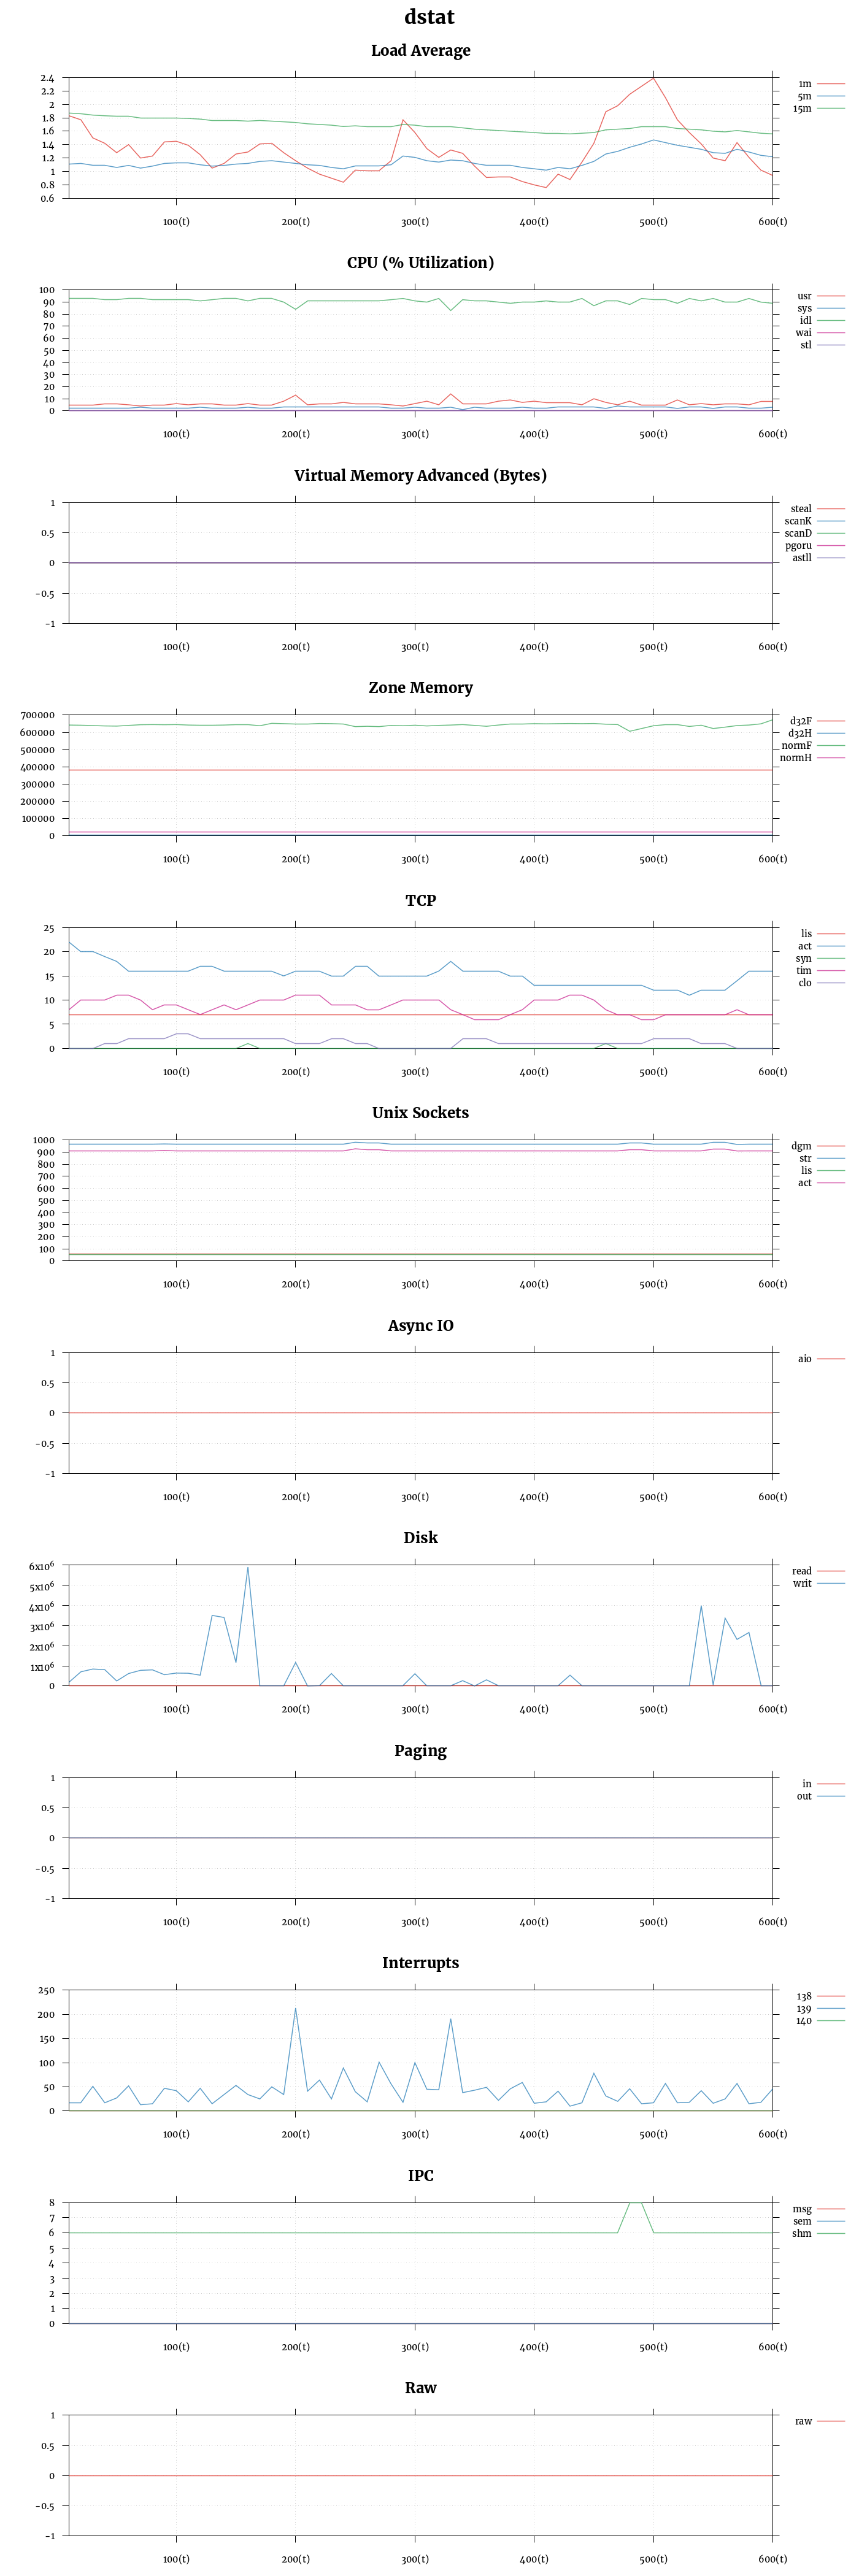 dstat
Load Average
2.4
2.2
2
1.8
1.6
1.4
1.2
1
0.8
0.6
100(t) 200(t) 300(t) 400(t) 500(t) 600(t)
1m
5m
15m
CPU (% Utilization)
100
90
80
70
60
50
40
30
20
10
0
100(t) 200(t) 300(t) 400(t) 500(t) 600(t)
usr
sys
idl
wai
stl
Virtual Memory Advanced (Bytes)
1
0.5
0
-0.5
-1
100(t) 200(t) 300(t) 400(t) 500(t) 600(t)
steal
scanK
scanD
pgoru
astll
Zone Memory
700000
600000
500000
400000
300000
200000
100000
0
100(t) 200(t) 300(t) 400(t) 500(t) 600(t)
d32F
d32H
normF
normH
TCP
25
20
15
10
5
0
100(t) 200(t) 300(t) 400(t) 500(t) 600(t)
lis
act
syn
tim
clo
Unix Sockets
1000
900
800
700
600
500
400
300
200
100
0
100(t) 200(t) 300(t) 400(t) 500(t) 600(t)
dgm
str
lis
act
Async IO
1
0.5
0
-0.5
-1
100(t) 200(t) 300(t) 400(t) 500(t) 600(t)
aio
Disk
6x10⁶
5x10⁶
4x10⁶
3x10⁶
2x10⁶
1x10⁶
0
100(t) 200(t) 300(t) 400(t) 500(t) 600(t)
read
writ
Paging
1
0.5
0
-0.5
-1
100(t) 200(t) 300(t) 400(t) 500(t) 600(t)
in
out
Interrupts
250
200
150
100
50
0
100(t) 200(t) 300(t) 400(t) 500(t) 600(t)
138
139
140
IPC
8
7
6
5
4
3
2
1
0
100(t) 200(t) 300(t) 400(t) 500(t) 600(t)
msg
sem
shm
Raw
1
0.5
0
-0.5
-1
100(t) 200(t) 300(t) 400(t) 500(t) 600(t)
raw